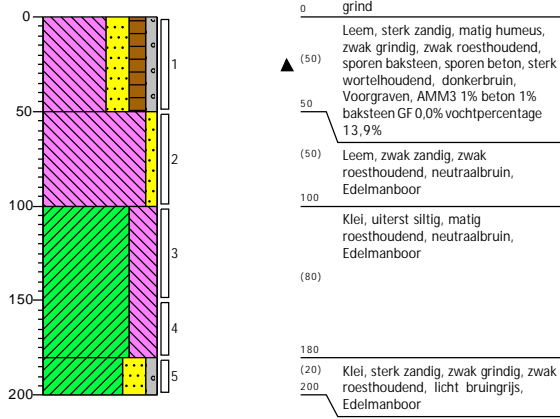 0
50
100
150
200
1
2
3
4
5
0
grind
Leem, sterk zandig, matig humeus,
zwak grindig, zwak roesthoudend,
(50)
sporen baksteen, sporen beton, sterk
wortelhoudend, donkerbruin,
Voorgraven, AMM3 1% beton 1%
50
baksteen GF 0,0% vochtpercentage
13,9%
(50)
Leem, zwak zandig, zwak
roesthoudend, neutraalbruin,
Edelmanboor
100
Klei, uiterst siltig, matig
roesthoudend, neutraalbruin,
Edelmanboor
(80)
180
(20)
Klei, sterk zandig, zwak grindig, zwak
200
roesthoudend, licht bruingrijs,
Edelmanboor